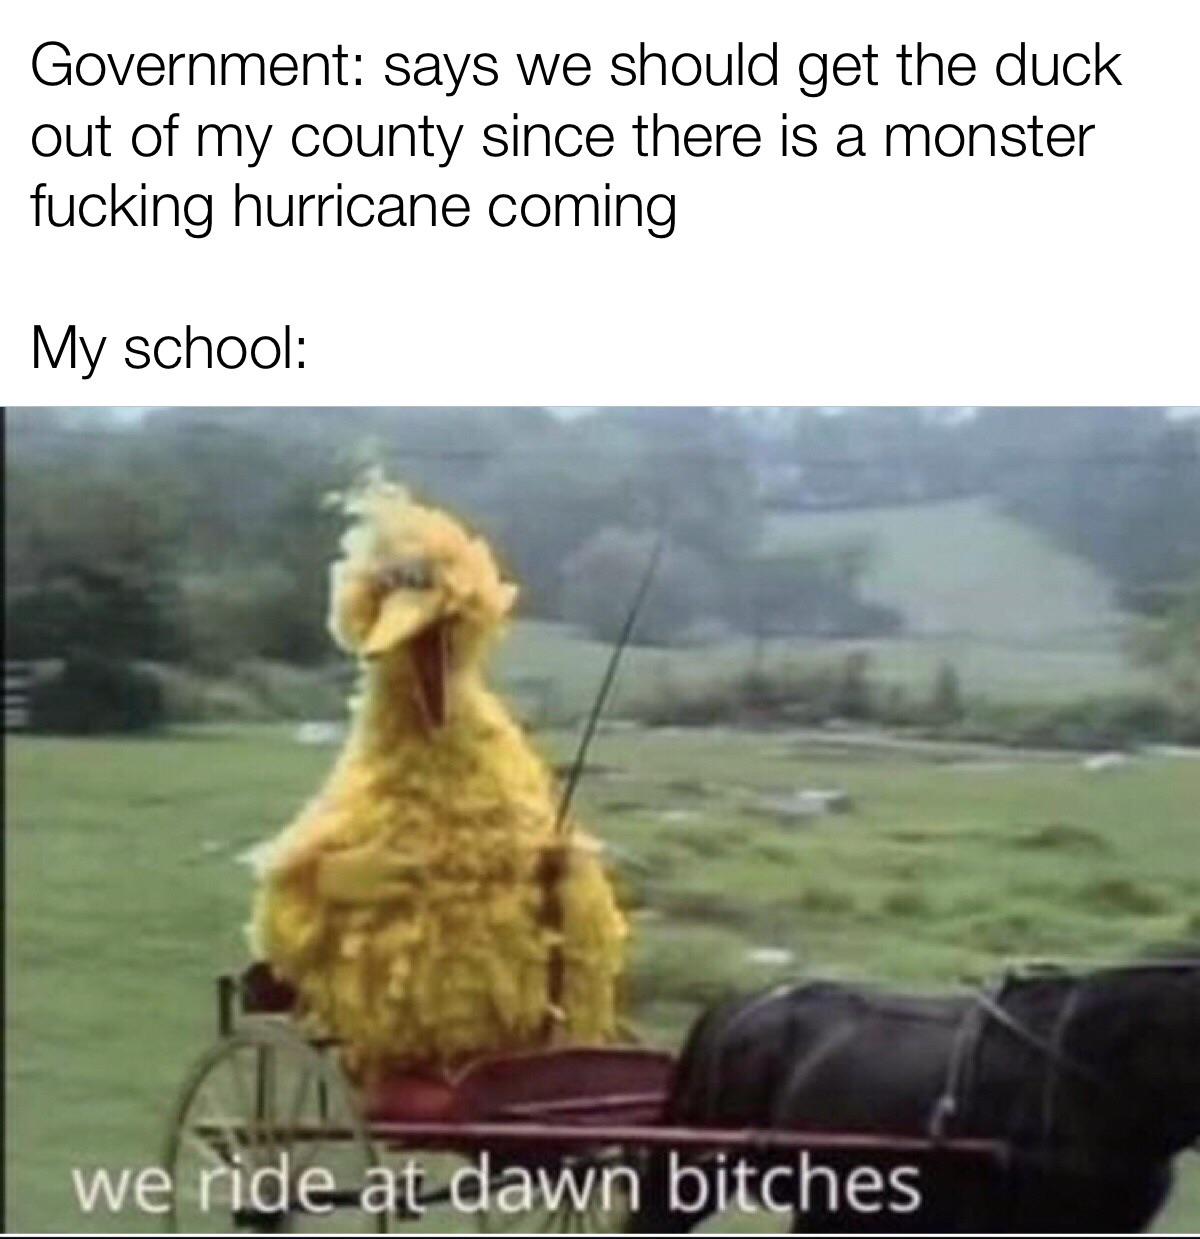 Government: says we should get the duck
out of my county since there is a monster
fucking hurricane coming
My school:
we ride at dawn bitches